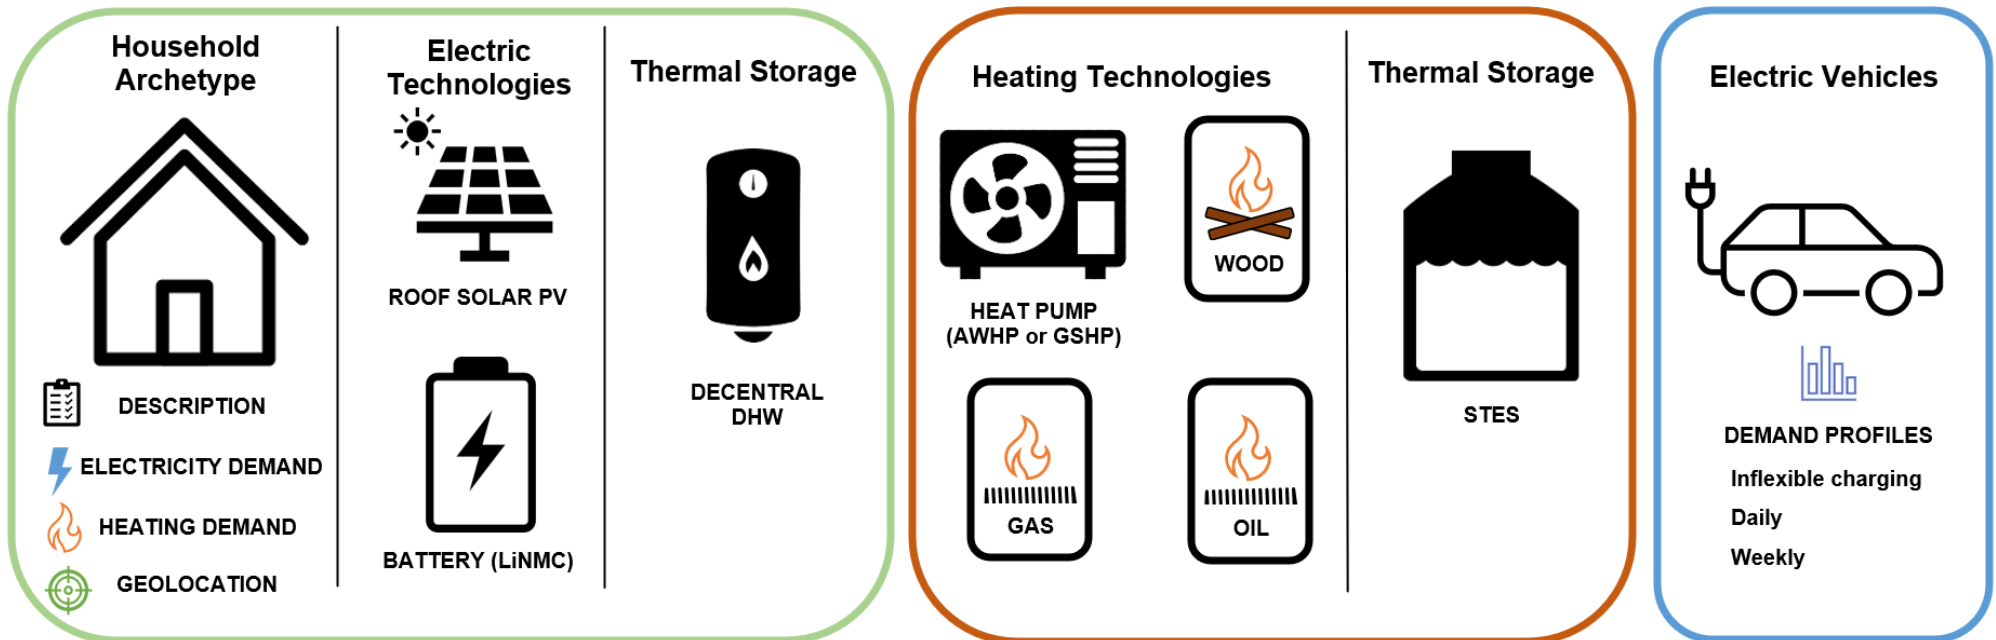 Household
Archetype
DESCRIPTION
ELECTRICITY DEMAND
HEATING DEMAND
GEOLOCATION
Electric
Technologies
ROOF SOLAR PV
BATTERY (LiNMC)
Thermal Storage
DECENTRAL
DHW
Heating Technologies
HEAT PUMP
(AWHP or GSHP)
WOOD
GAS
OIL
Thermal Storage
STES
Electric Vehicles
DEMAND PROFILES
Inflexible charging
Daily
Weekly